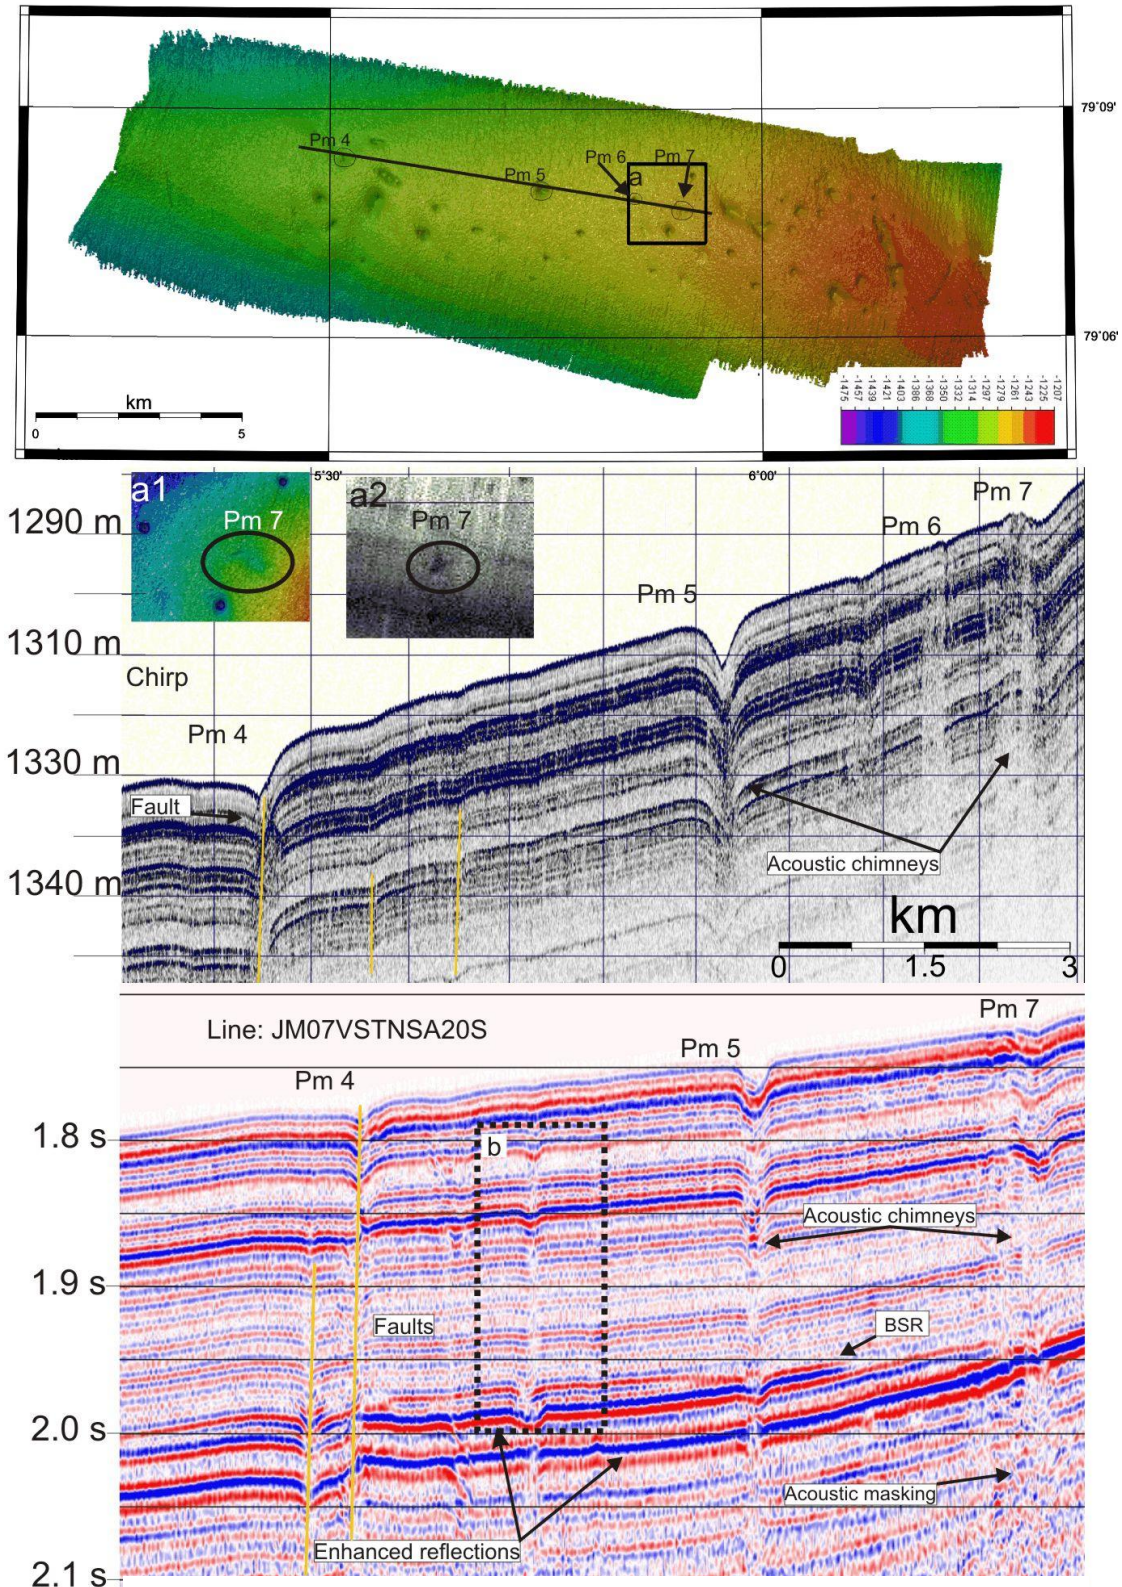 79°09'
Pm 4
Pm 6
Pm 7
Pm 5
a
79°06'
-1475
-1457
-1439
-1421
-1403
-1386
-1368
-1350
-1332
-1314
-1297
-1279
-1261
-1243
-1225
-1207
km
0 5
5°30' 6°00'
a1
Pm 7
a2
Pm 7
Pm 7
1290 m
Pm 6
Pm 5
1310 m
Chirp
Pm 4
1330 m
Fault
Acoustic chimneys
1340 m
km
0 1.5 3
Line: JM07VSTNSA20S
Pm 7
Pm 5
Pm 4
1.8 s
b
Acoustic chimneys
1.9 s
Faults
BSR
2.0 s
Acoustic masking
Enhanced reflections
2.1 s